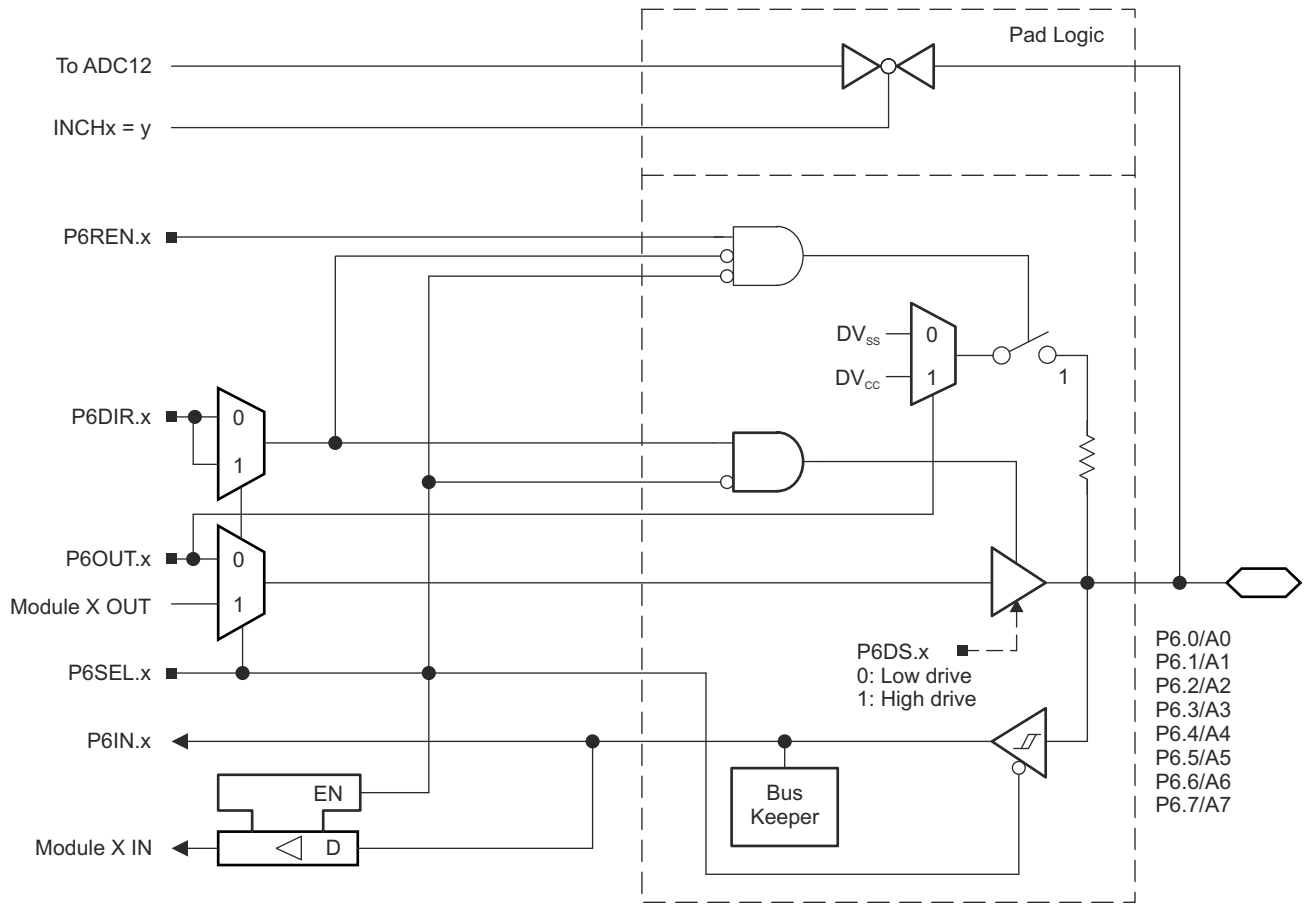 Pad Logic
To ADC12
INCHx = y
P6REN.x
DVSS
0
DVCC
1
1
P6DIR.x
0
1
P6OUT.x
0
Module X OUT
1
P6SEL.x
P6DS.x
0: Low drive
1: High drive
P6.0/A0
P6.1/A1
P6.2/A2
P6.3/A3
P6.4/A4
P6.5/A5
P6.6/A6
P6.7/A7
P6IN.x
EN
Bus
Keeper
Module X IN
D